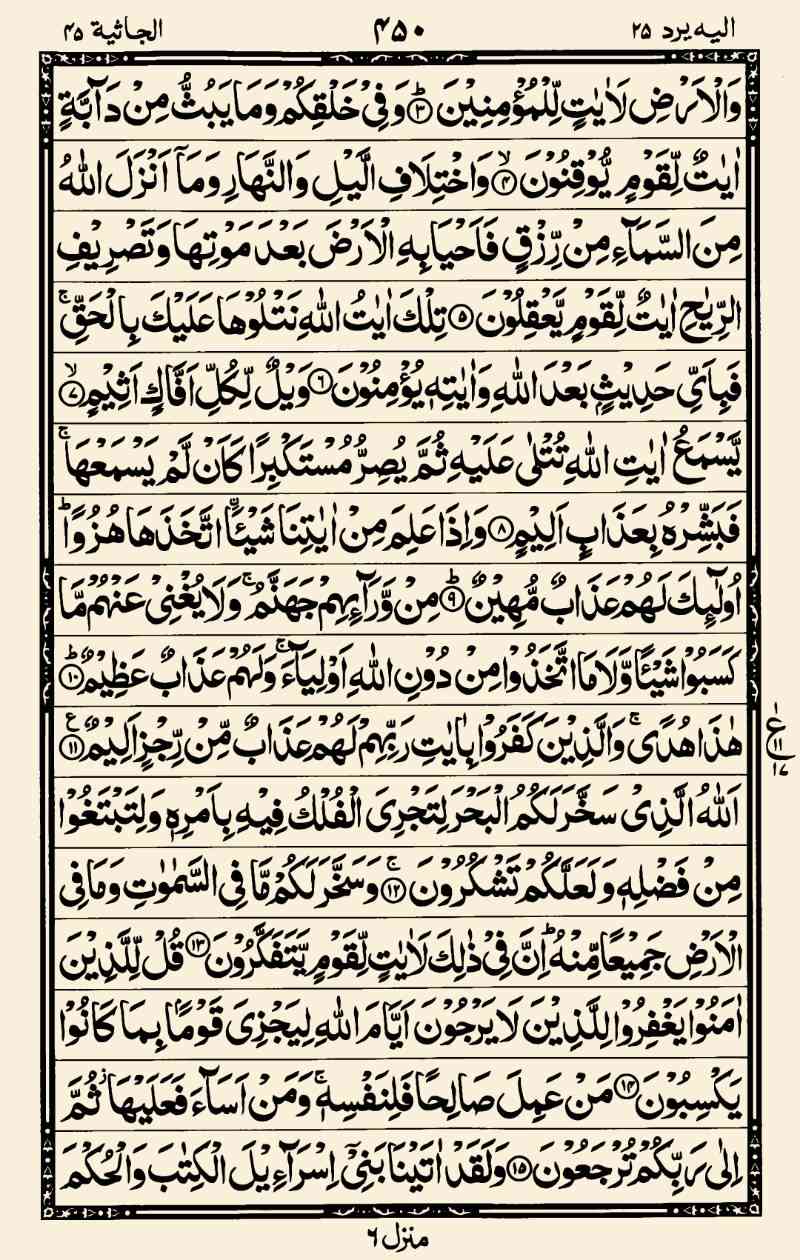 الیه یرد ۲۵
۴۵۰
الجاثیة ۴۵
وَالْاَرْضِ لَاٰیٰتٍ لِّلْمُؤْمِنِیْنَ ﴿۳﴾ؕ وَفِیْ خَلْقِكُمْ وَمَا یَبُثُّ مِنْ دَآبَّةٍ
اٰیٰتٌ لِّقَوْمٍ یُّوْقِنُوْنَ ﴿۴﴾ۙ وَاخْتِلَافِ الَّیْلِ وَالنَّهَارِ وَمَاۤ اَنْزَلَ اللّٰهُ
مِنَ السَّمَآءِ مِنْ رِّزْقٍ فَاَحْیَا بِهِ الْاَرْضَ بَعْدَ مَوْتِهَا وَتَصْرِیْفِ
الرِّیٰحِ اٰیٰتٌ لِّقَوْمٍ یَّعْقِلُوْنَ ﴿۵﴾ تِلْكَ اٰیٰتُ اللّٰهِ نَتْلُوْهَا عَلَیْكَ بِالْحَقِّ ۚ
فَبِاَیِّ حَدِیْثٍۭ بَعْدَ اللّٰهِ وَاٰیٰتِهٖ یُؤْمِنُوْنَ ﴿۶﴾ وَیْلٌ لِّكُلِّ اَفَّاكٍ اَثِیْمٍ ﴿۷﴾ۙ
یَّسْمَعُ اٰیٰتِ اللّٰهِ تُتْلٰی عَلَیْهِ ثُمَّ یُصِرُّ مُسْتَكْبِرًا كَاَنْ لَّمْ یَسْمَعْهَا ۚ
فَبَشِّرْهُ بِعَذَابٍ اَلِیْمٍ ﴿۸﴾ وَاِذَا عَلِمَ مِنْ اٰیٰتِنَا شَیْـًٔاۨ اتَّخَذَهَا هُزُوًا ؕ
اُولٰٓئِكَ لَهُمْ عَذَابٌ مُّهِیْنٌ ﴿۹﴾ؕ مِنْ وَّرَآئِهِمْ جَهَنَّمُ ۚ وَلَا یُغْنِیْ عَنْهُمْ مَّا
كَسَبُوْا شَیْـًٔا وَّلَا مَا اتَّخَذُوْا مِنْ دُوْنِ اللّٰهِ اَوْلِیَآءَ ۚ وَلَهُمْ عَذَابٌ عَظِیْمٌ ﴿۱۰﴾ؕ
هٰذَا هُدًی ۚ وَالَّذِیْنَ كَفَرُوْا بِاٰیٰتِ رَبِّهِمْ لَهُمْ عَذَابٌ مِّنْ رِّجْزٍ اَلِیْمٌ ﴿۱۱﴾ۧ
ع ۱۱ ۱۷
اَللّٰهُ الَّذِیْ سَخَّرَ لَكُمُ الْبَحْرَ لِتَجْرِیَ الْفُلْكُ فِیْهِ بِاَمْرِهٖ وَلِتَبْتَغُوْا
مِنْ فَضْلِهٖ وَلَعَلَّكُمْ تَشْكُرُوْنَ ﴿۱۲﴾ۚ وَسَخَّرَ لَكُمْ مَّا فِی السَّمٰوٰتِ وَمَا فِی
الْاَرْضِ جَمِیْعًا مِّنْهُ ؕ اِنَّ فِیْ ذٰلِكَ لَاٰیٰتٍ لِّقَوْمٍ یَّتَفَكَّرُوْنَ ﴿۱۳﴾ قُلْ لِّلَّذِیْنَ
اٰمَنُوْا یَغْفِرُوْا لِلَّذِیْنَ لَا یَرْجُوْنَ اَیَّامَ اللّٰهِ لِیَجْزِیَ قَوْمًۢا بِمَا كَانُوْا
یَكْسِبُوْنَ ﴿۱۴﴾ مَنْ عَمِلَ صَالِحًا فَلِنَفْسِهٖ ۚ وَمَنْ اَسَآءَ فَعَلَیْهَا ؗ ثُمَّ
اِلٰی رَبِّكُمْ تُرْجَعُوْنَ ﴿۱۵﴾ وَلَقَدْ اٰتَیْنَا بَنِیْۤ اِسْرَآءِیْلَ الْكِتٰبَ وَالْحُكْمَ
منزل ۶